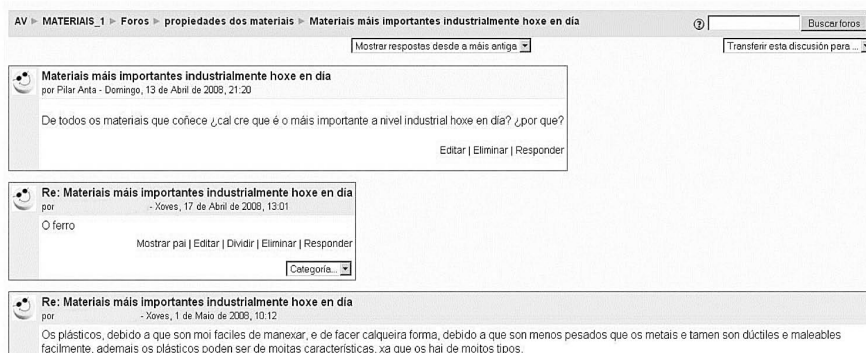 AV ▶ MATERIAIS_1 ▶ Foros ▶ propiedades dos materiais ▶ Materiais máis importantes industrialmente hoxe en día
Buscar foros
Mostrar respostas desde a máis antiga
Transferir esta discusión para ...
Materiais máis importantes industrialmente hoxe en día
por Pilar Anta - Domingo, 13 de Abril de 2008, 21:20
De todos os materiais que coñece ¿cal cre que é o máis importante a nivel industrial hoxe en día? ¿por que?
Editar | Eliminar | Responder
Re: Materiais máis importantes industrialmente hoxe en día
por - Xoves, 17 de Abril de 2008, 13:01
O ferro
Mostrar pai | Editar | Dividir | Eliminar | Responder
Categoría...
Re: Materiais máis importantes industrialmente hoxe en día
por - Xoves, 1 de Maio de 2008, 10:12
Os plásticos, debido a que son moi faciles de manexar, e de facer calqueira forma, debido a que son menos pesados que os metais e tamen son dúctiles e maleables
facilmente, ademais os plásticos poden ser de moitas características, xa que os hai de moitos tipos.